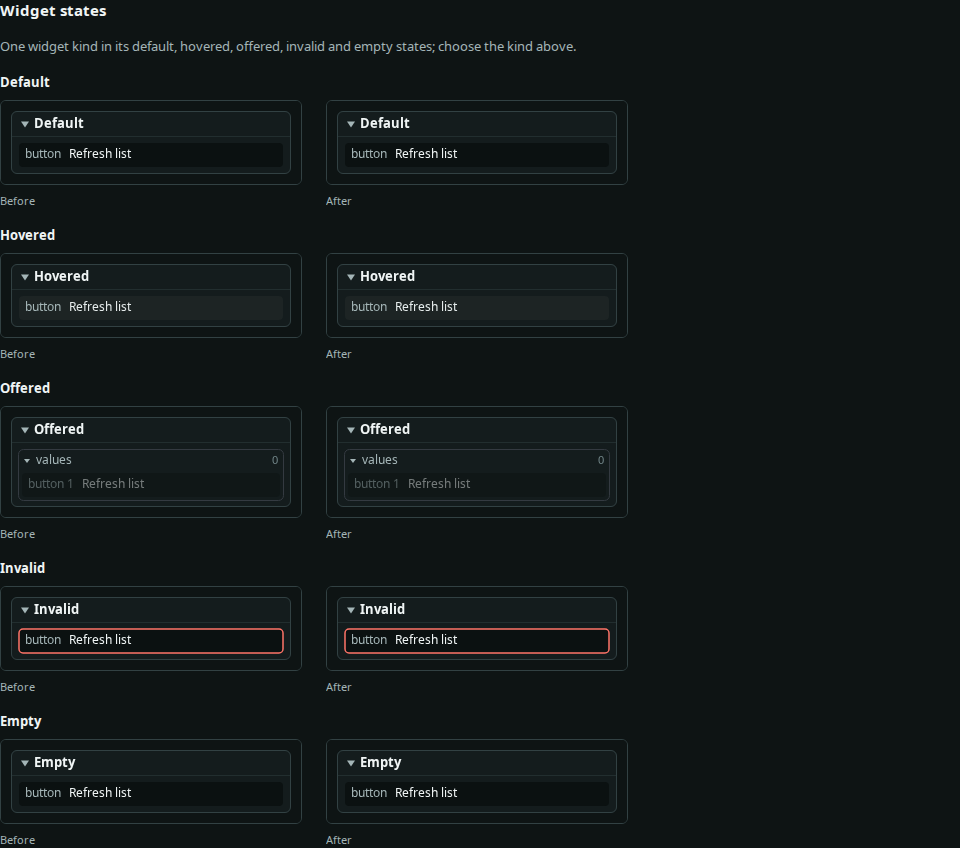 Widget states
One widget kind in its default, hovered, offered, invalid and empty states; choose the kind above.
Default
Default
button Refresh list
Before
Default
button Refresh list
After
Hovered
Hovered
button Refresh list
Before
Hovered
button Refresh list
After
Offered
Offered
values 0
button 1 Refresh list
Before
Offered
values 0
button 1 Refresh list
After
Invalid
Invalid
button Refresh list
Before
Invalid
button Refresh list
After
Empty
Empty
button Refresh list
Before
Empty
button Refresh list
After